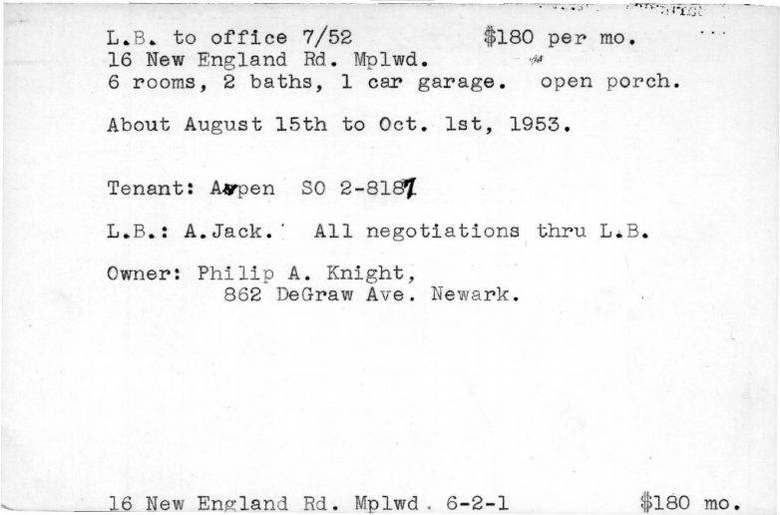 L.B. to office 7/52 $180 per mo.
16 New England Rd. Mplwd.
6 rooms, 2 baths, 1 car garage. open porch.
About August 15th to Oct. 1st, 1953.
Tenant: SO 2-8187
L.B.: A.Jack. All negotiations thru L.B.
Owner: Philip A. Knight,
862 DeGraw Ave. Newark.
16 New England Rd. Mplwd. 6-2-1 $180 mo.